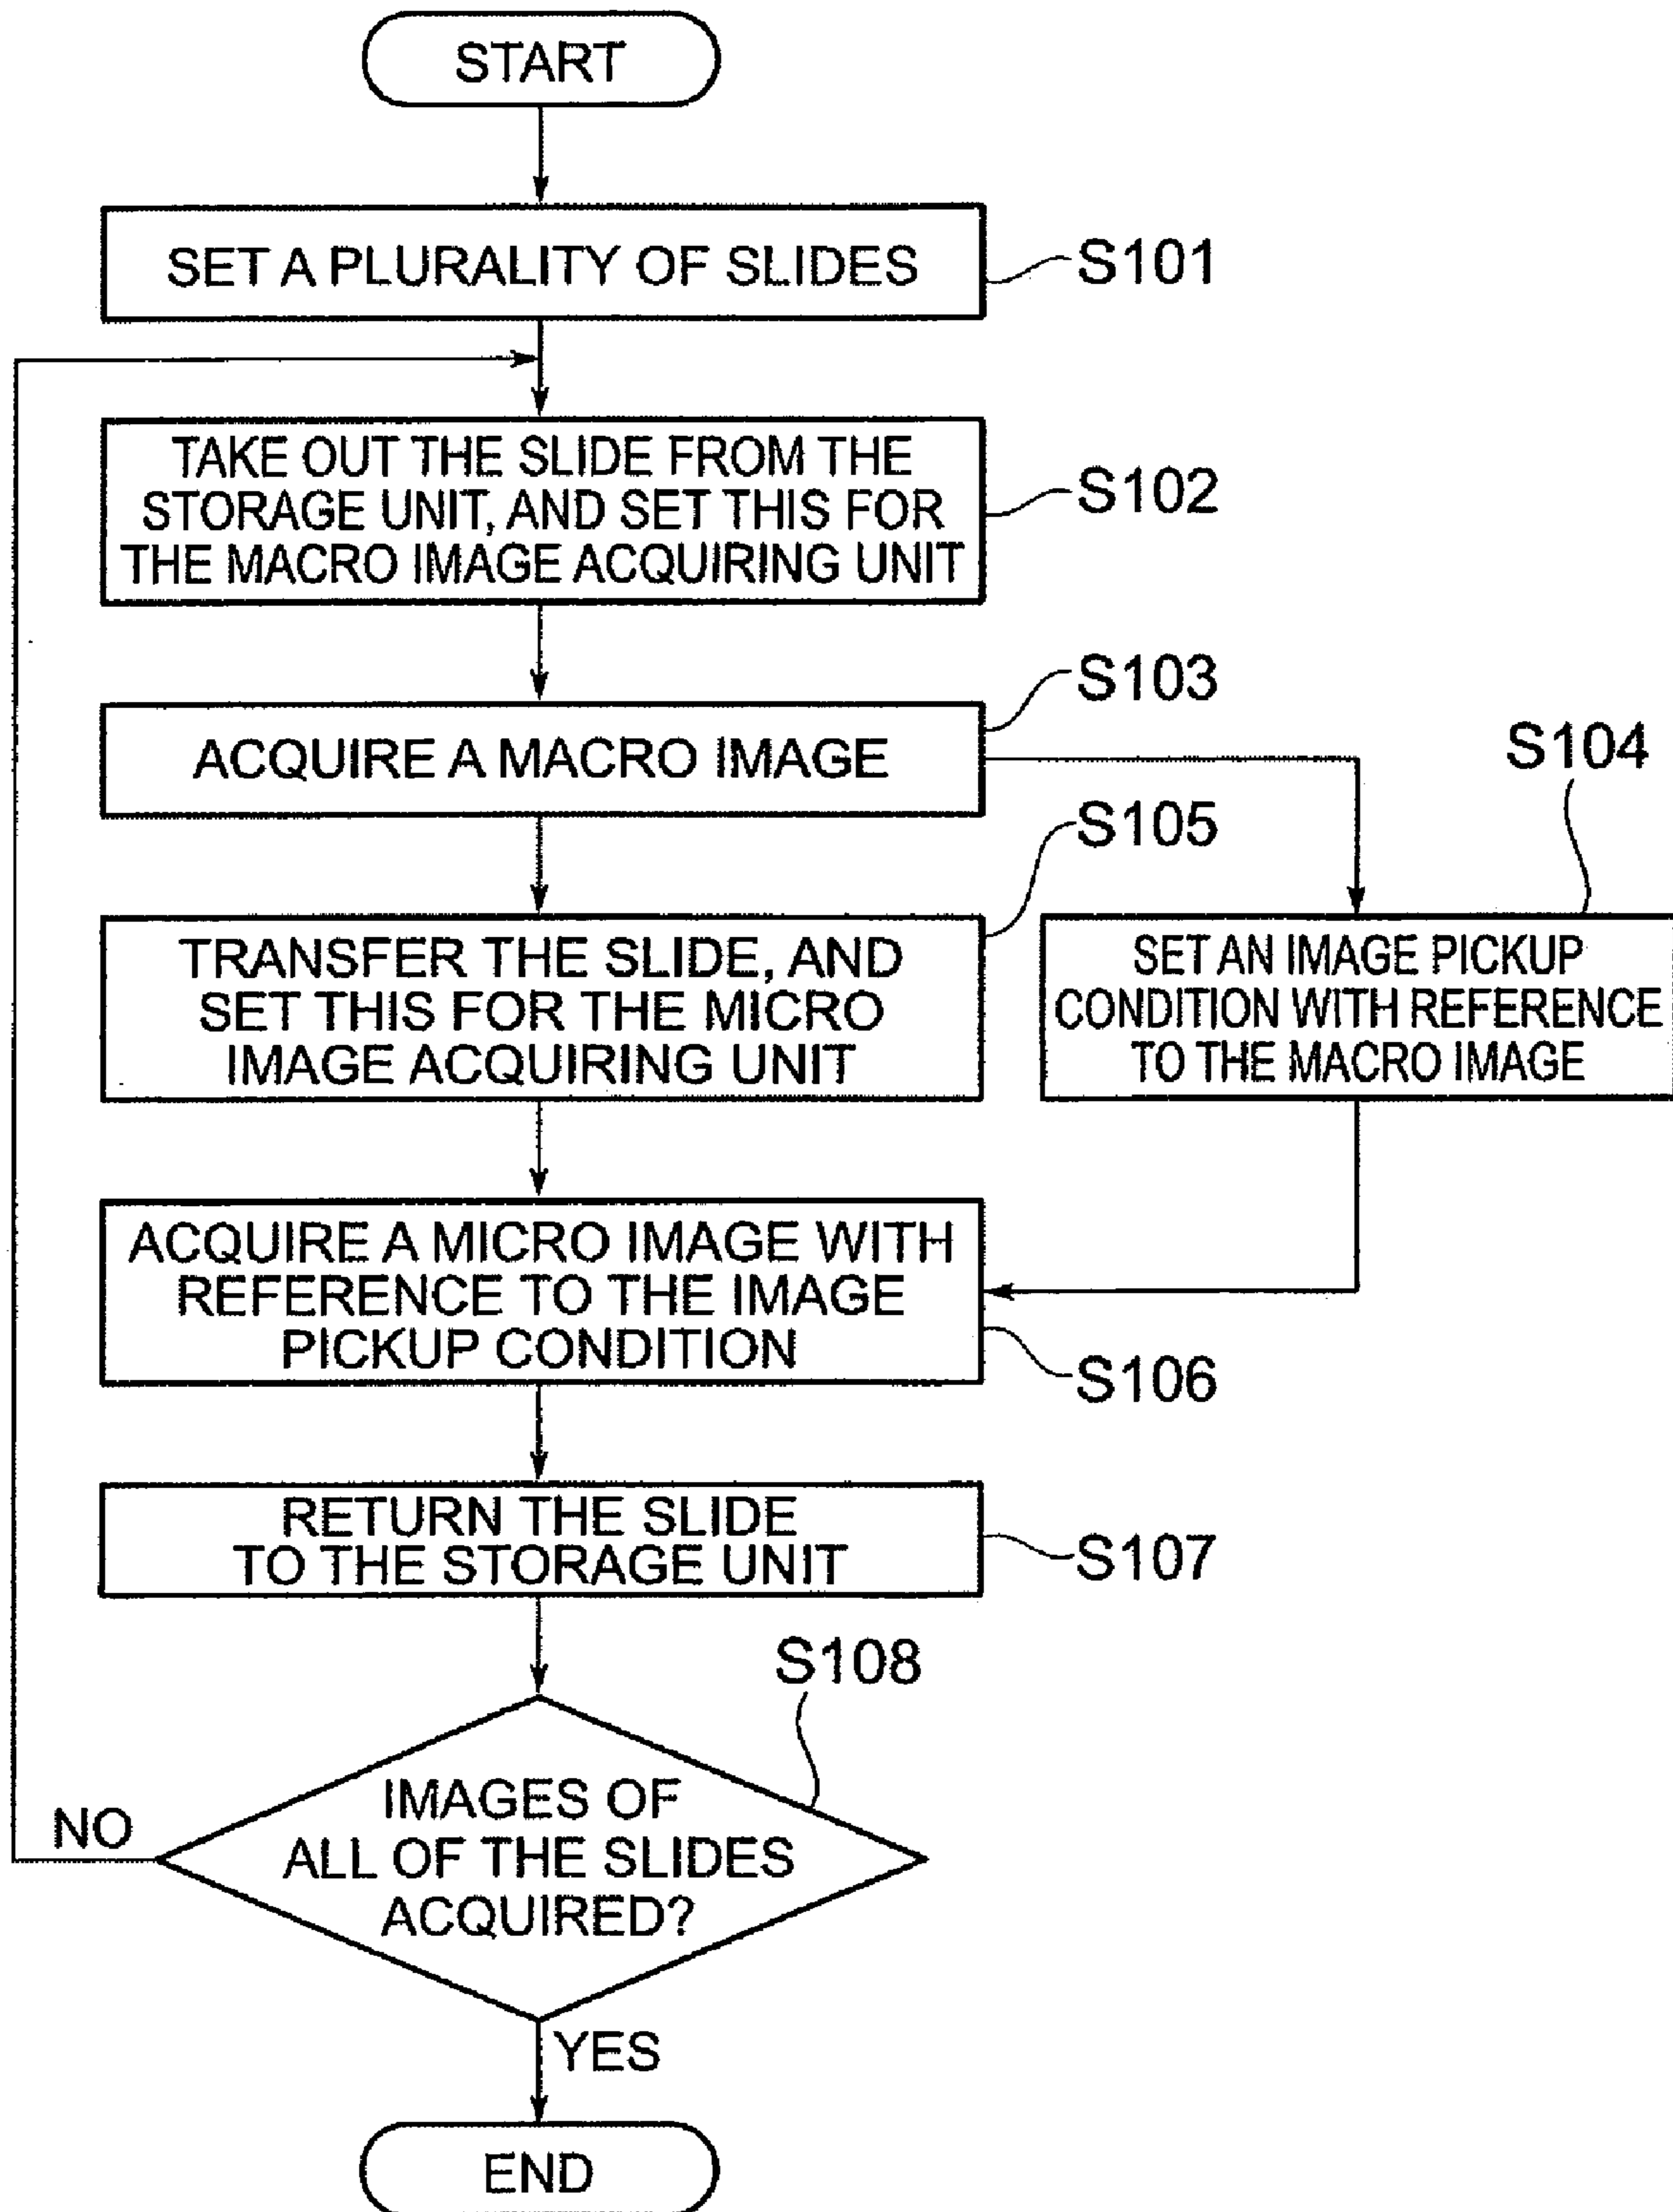 START
SET A PLURALITY OF SLIDES
S101
TAKE OUT THE SLIDE FROM THE
STORAGE UNIT, AND SET THIS FOR
THE MACRO IMAGE ACQUIRING UNIT
S102
S103
ACQUIRE A MACRO IMAGE
S104
S105
TRANSFER THE SLIDE, AND
SET THIS FOR THE MICRO
IMAGE ACQUIRING UNIT
SET AN IMAGE PICKUP
CONDITION WITH REFERENCE
TO THE MACRO IMAGE
ACQUIRE A MICRO IMAGE WITH
REFERENCE TO THE IMAGE
PICKUP CONDITION
S106
RETURN THE SLIDE
TO THE STORAGE UNIT
S107
S108
IMAGES OF
ALL OF THE SLIDES
ACQUIRED?
NO
YES
END